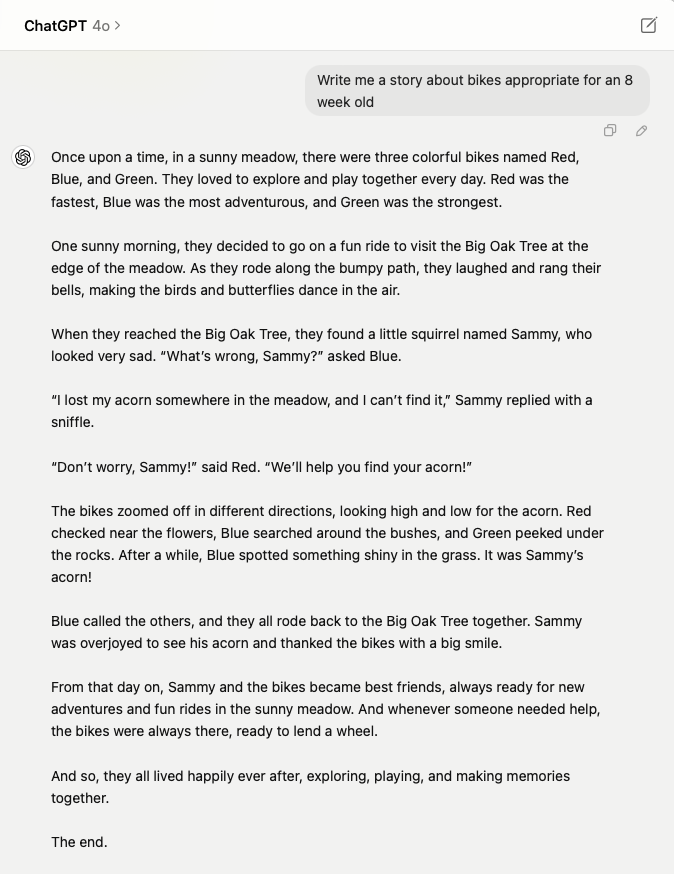 ChatGPT 4o >
Write me a story about bikes appropriate for an 8
week old
Once upon a time, in a sunny meadow, there were three colorful bikes named Red,
Blue, and Green. They loved to explore and play together every day. Red was the
fastest, Blue was the most adventurous, and Green was the strongest.
One sunny morning, they decided to go on a fun ride to visit the Big Oak Tree at the
edge of the meadow. As they rode along the bumpy path, they laughed and rang their
bells, making the birds and butterflies dance in the air.
When they reached the Big Oak Tree, they found a little squirrel named Sammy, who
looked very sad. “What’s wrong, Sammy?” asked Blue.
“I lost my acorn somewhere in the meadow, and I can’t find it,” Sammy replied with a
sniffle.
“Don’t worry, Sammy!” said Red. “We’ll help you find your acorn!”
The bikes zoomed off in different directions, looking high and low for the acorn. Red
checked near the flowers, Blue searched around the bushes, and Green peeked under
the rocks. After a while, Blue spotted something shiny in the grass. It was Sammy’s
acorn!
Blue called the others, and they all rode back to the Big Oak Tree together. Sammy
was overjoyed to see his acorn and thanked the bikes with a big smile.
From that day on, Sammy and the bikes became best friends, always ready for new
adventures and fun rides in the sunny meadow. And whenever someone needed help,
the bikes were always there, ready to lend a wheel.
And so, they all lived happily ever after, exploring, playing, and making memories
together.
The end.